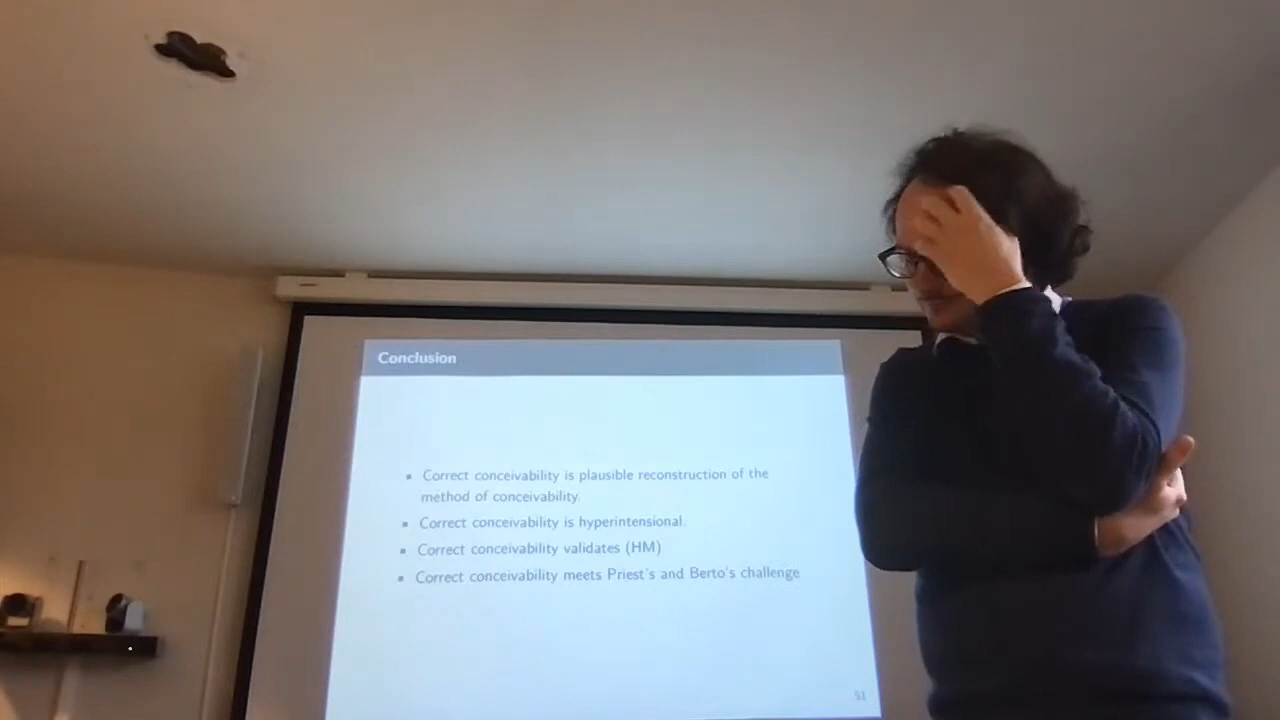 Conclusion
▪ Correct conceivability is plausible reconstruction of the
method of conceivability.
▪ Correct conceivability is hyperintensional.
▪ Correct conceivability validates (HM)
▪ Correct conceivability meets Priest's and Berto's challenge
51